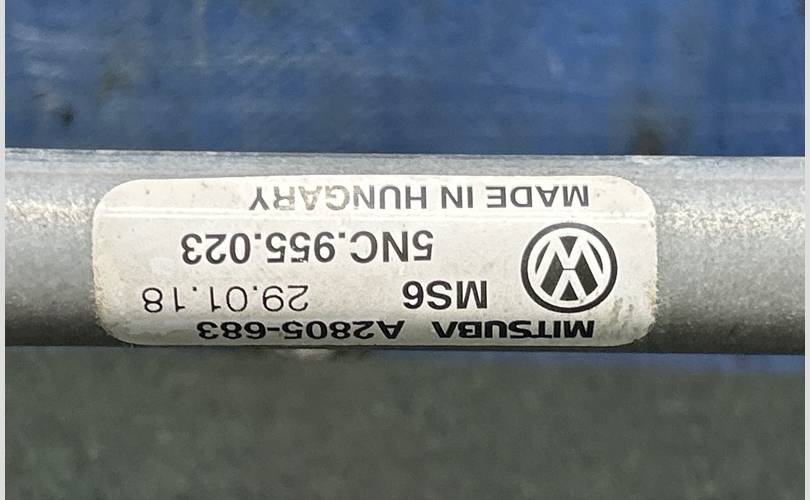 MITSUBA A2805-683
MS6 29.01.18
5NC.955.023
MADE IN HUNGARY